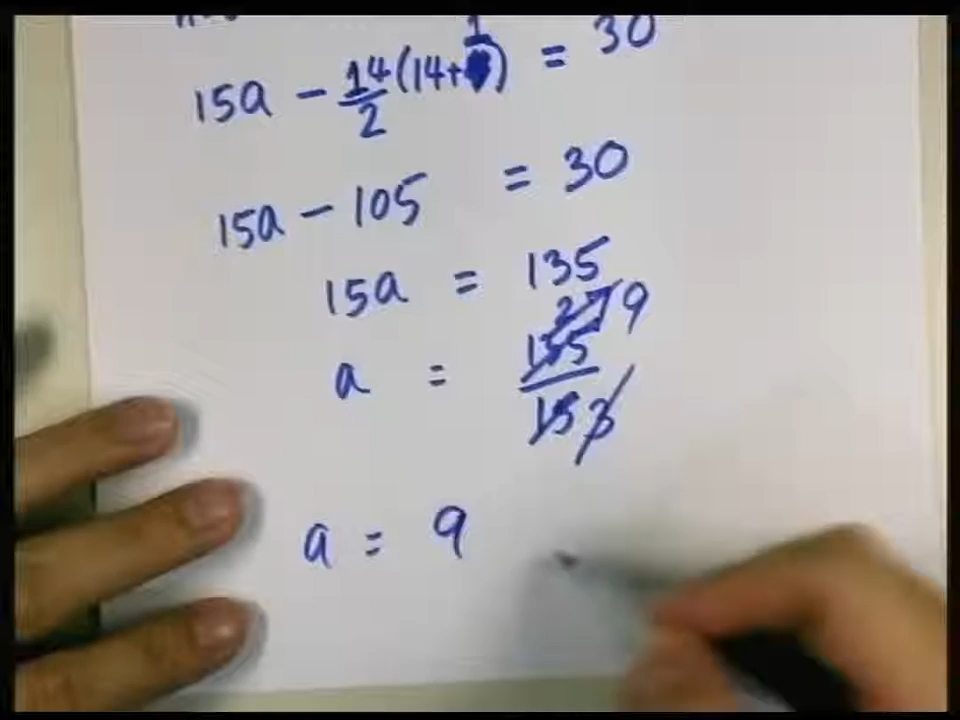 15a - 14/2 (14+1) = 30
15a - 105 = 30
15a = 135
27 9
a = 135/15 3
a = 9